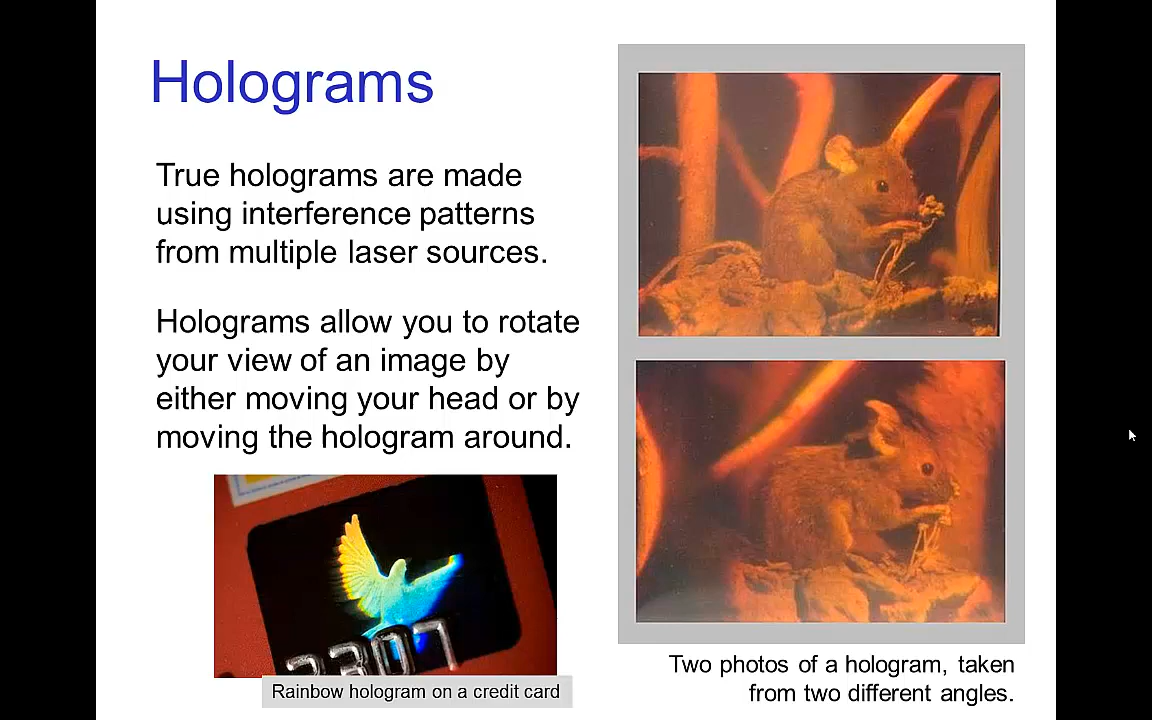 Holograms
True holograms are made
using interference patterns
from multiple laser sources.
Holograms allow you to rotate
your view of an image by
either moving your head or by
moving the hologram around.
2307
Rainbow hologram on a credit card
Two photos of a hologram, taken
from two different angles.